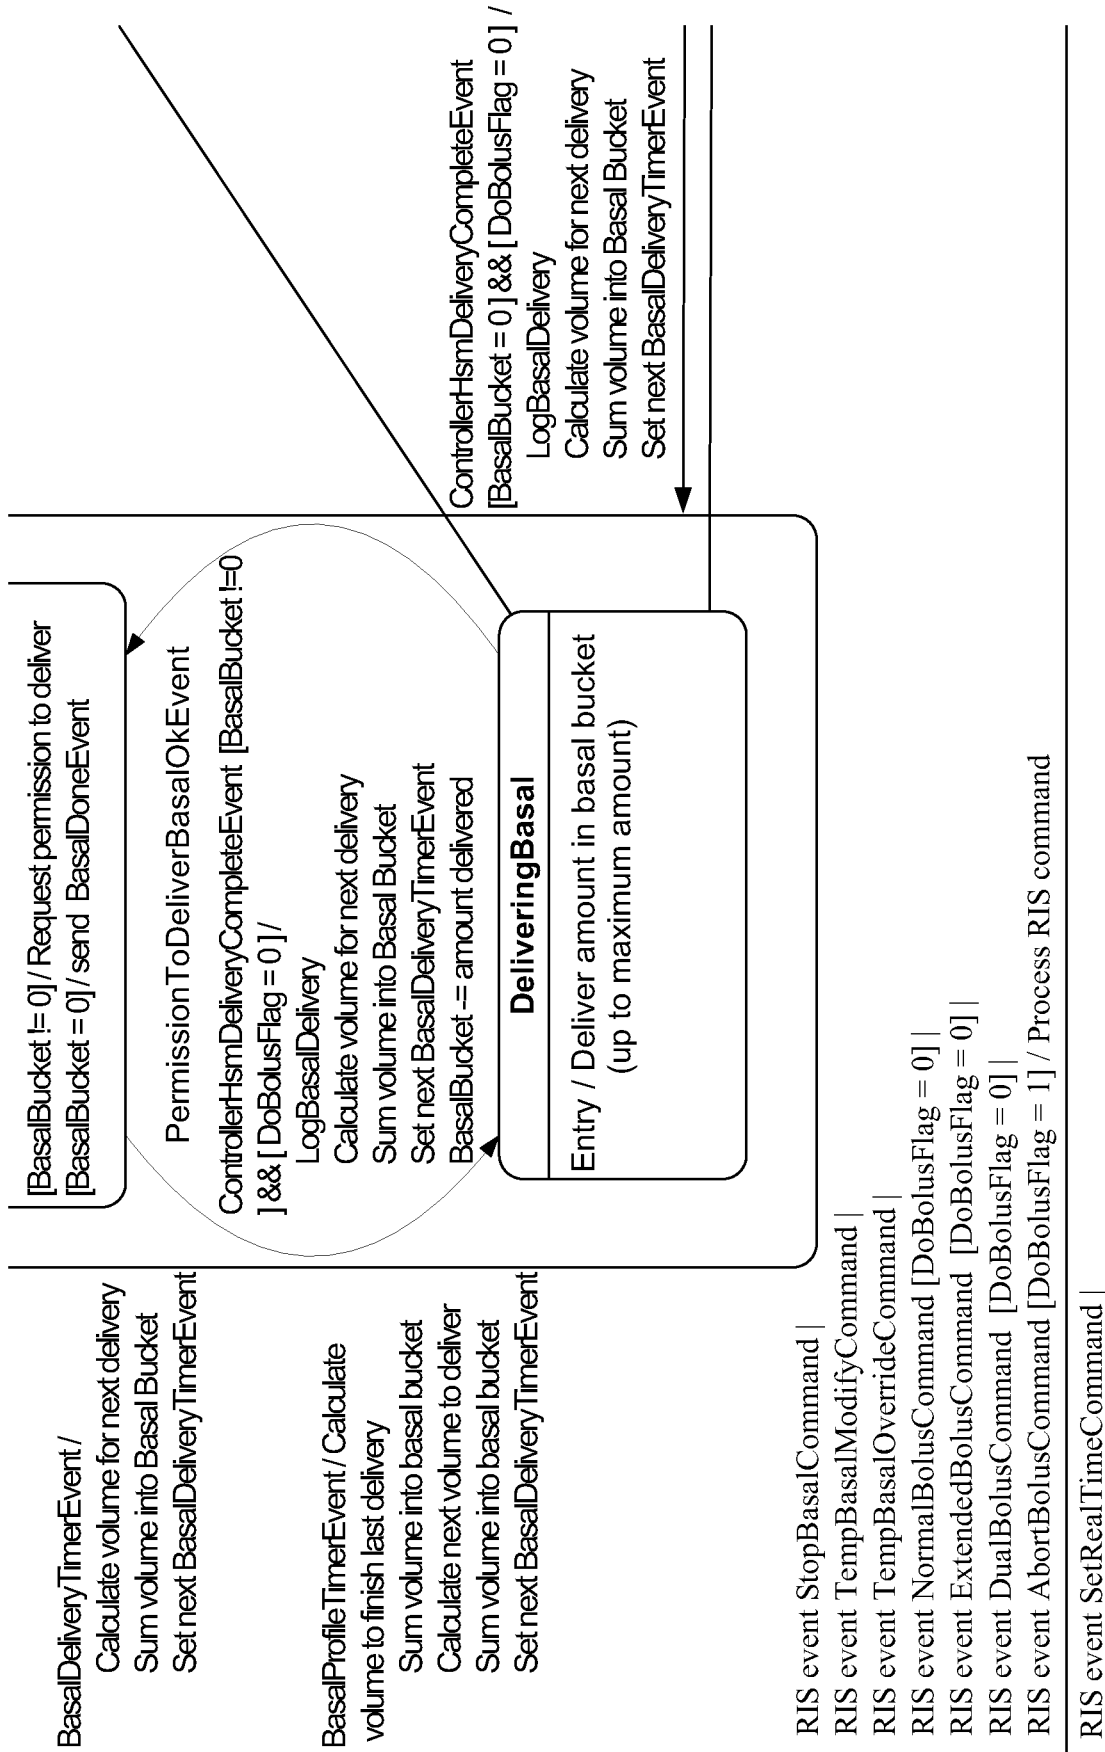 BasalDeliveryTimerEvent /
Calculate volume for next delivery
Sum volume into Basal Bucket
Set next BasalDeliveryTimerEvent
BasalProfileTimerEvent / Calculate
volume to finish last delivery
Sum volume into basal bucket
Calculate next volume to deliver
Sum volume into basal bucket
Set next BasalDeliveryTimerEvent
[BasalBucket != 0] / Request permission to deliver
[BasalBucket = 0] / send BasalDoneEvent
PermissionToDeliverBasalOkEvent
ControllerHsmDeliveryCompleteEvent [BasalBucket !=0
] && [ DoBolusFlag = 0 ] /
LogBasalDelivery
Calculate volume for next delivery
Sum volume into Basal Bucket
Set next BasalDeliveryTimerEvent
BasalBucket -= amount delivered
DeliveringBasal
Entry / Deliver amount in basal bucket
(up to maximum amount)
ControllerHsmDeliveryCompleteEvent
[BasalBucket = 0 ] && [ DoBolusFlag = 0 ] /
LogBasalDelivery
Calculate volume for next delivery
Sum volume into Basal Bucket
Set next BasalDeliveryTimerEvent
RIS event StopBasalCommand |
RIS event TempBasalModifyCommand |
RIS event TempBasalOverrideCommand |
RIS event NormalBolusCommand [DoBolusFlag = 0] |
RIS event ExtendedBolusCommand [DoBolusFlag = 0] |
RIS event DualBolusCommand [DoBolusFlag = 0] |
RIS event AbortBolusCommand [DoBolusFlag = 1] / Process RIS command
RIS event SetRealTimeCommand |